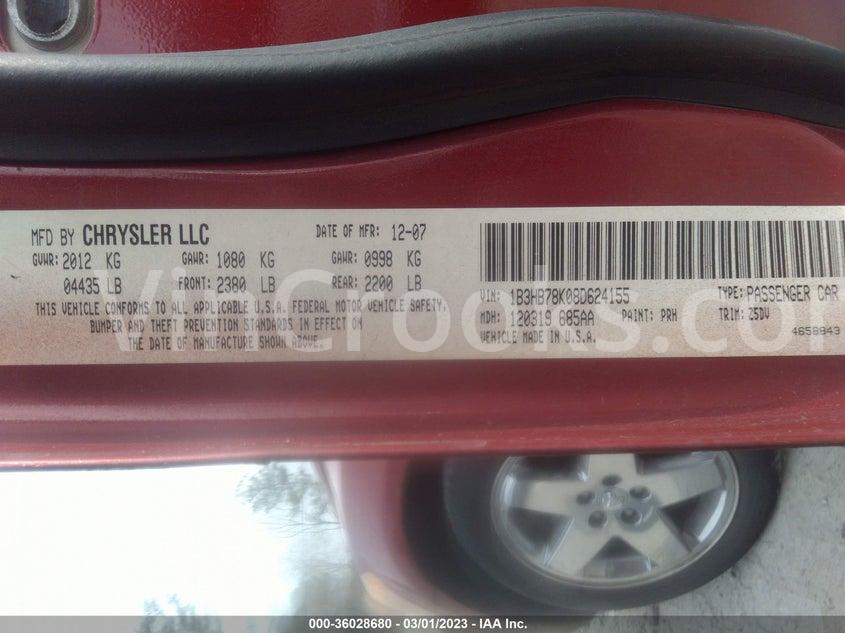 MFD BY CHRYSLER LLC DATE OF MFR: 12-07
GVWR: 2012 KG GAWR: 1080 KG GAWR: 0998 KG
04435 LB FRONT: 2380 LB REAR: 2200 LB
THIS VEHICLE CONFORMS TO ALL APPLICABLE U.S.A. FEDERAL MOTOR VEHICLE SAFETY,
BUMPER AND THEFT PREVENTION STANDARDS IN EFFECT ON
THE DATE OF MANUFACTURE SHOWN ABOVE.
VIN: 1B3HB78K08D624155 TYPE: PASSENGER CAR
MDH: 120319 685AA PAINT: PRH TRIM: Z5DV
VEHICLE MADE IN U.S.A. 4658843
VinCrooks.com
000-36028680 — 03/01/2023 — IAA Inc.